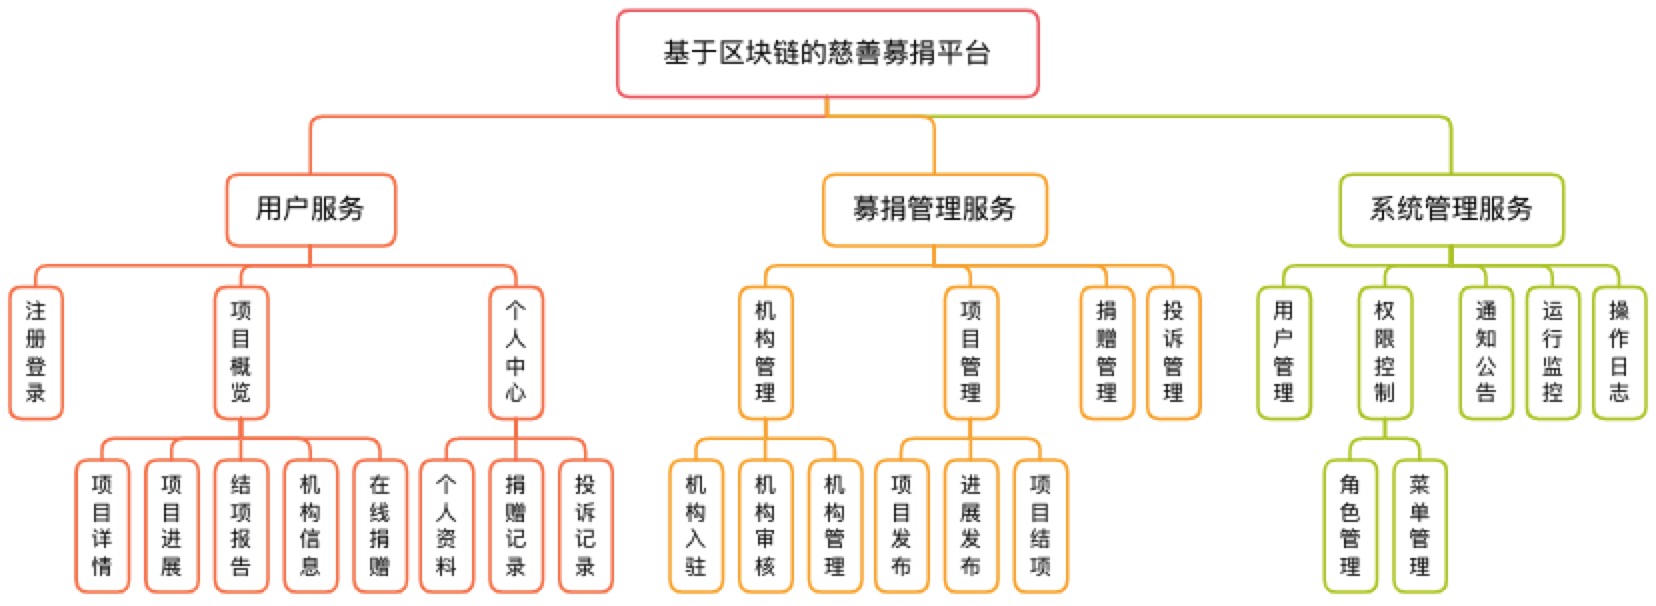 基于区块链的慈善募捐平台
用户服务
募捐管理服务
系统管理服务
注册登录
项目概览
个人中心
机构管理
项目管理
捐赠管理
投诉管理
用户管理
权限控制
通知公告
运行监控
操作日志
项目详情
项目进展
结项报告
机构信息
在线捐赠
个人资料
捐赠记录
投诉记录
机构入驻
机构审核
机构管理
项目发布
进展发布
项目结项
角色管理
菜单管理